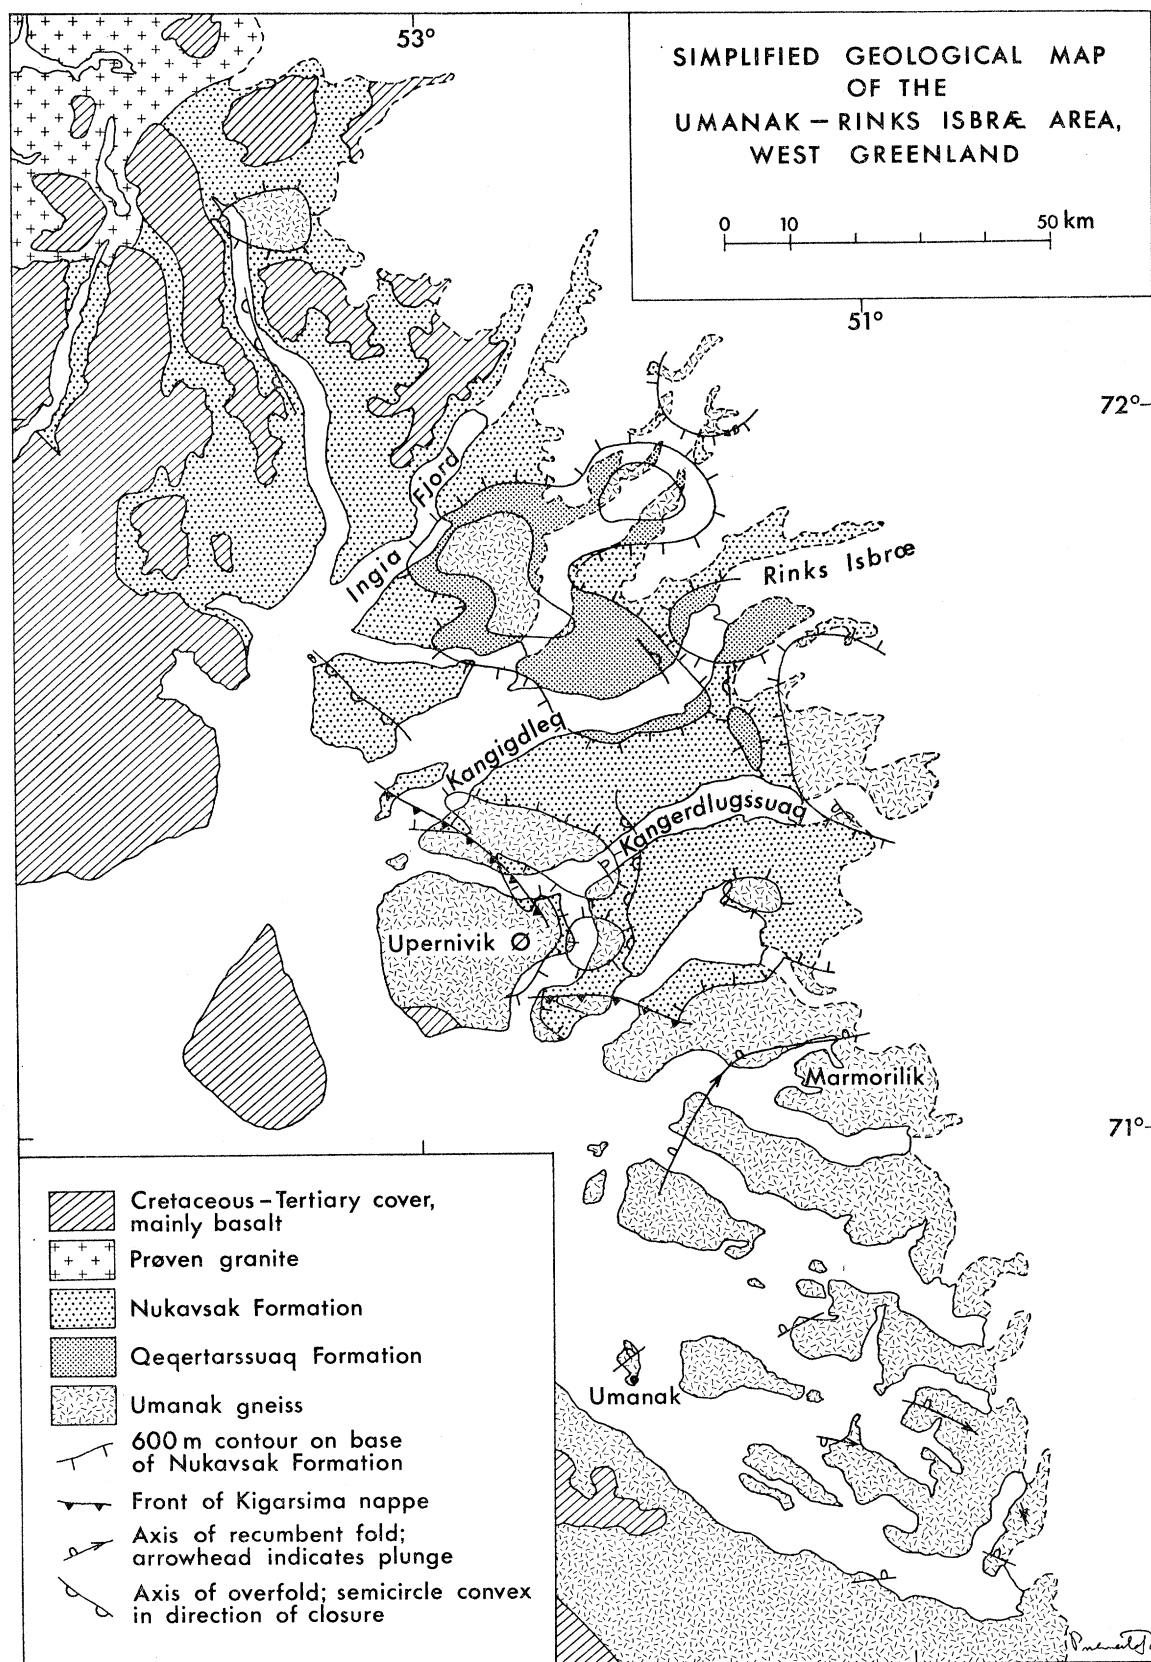 SIMPLIFIED GEOLOGICAL MAP
OF THE
UMANAK – RINKS ISBRÆ AREA,
WEST GREENLAND
0 10 50 km
53°
51°
72°
71°
Ingia Fjord
Rinks Isbræ
Kangigdleq
Kangerdlugssuaq
Upernivik Ø
Marmorilik
Umanak
Cretaceous – Tertiary cover,
mainly basalt
Prøven granite
Nukavsak Formation
Qeqertarssuaq Formation
Umanak gneiss
600 m contour on base
of Nukavsak Formation
Front of Kigarsima nappe
Axis of recumbent fold;
arrowhead indicates plunge
Axis of overfold; semicircle convex
in direction of closure